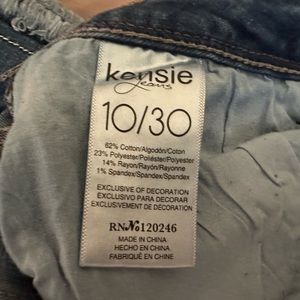 kensie
jeans
10/30
62% Cotton/Algodón/Coton
23% Polyester/Poliéster/Polyester
14% Rayon/Rayón/Rayonne
1% Spandex/Spandex/Spandex
EXCLUSIVE OF DECORATION
EXCLUSIVO PARA DECORAR
EXCLUSIVEMENT DE DECORATION
RN No 120246
MADE IN CHINA
HECHO EN CHINA
FABRIQUÉ EN CHINE